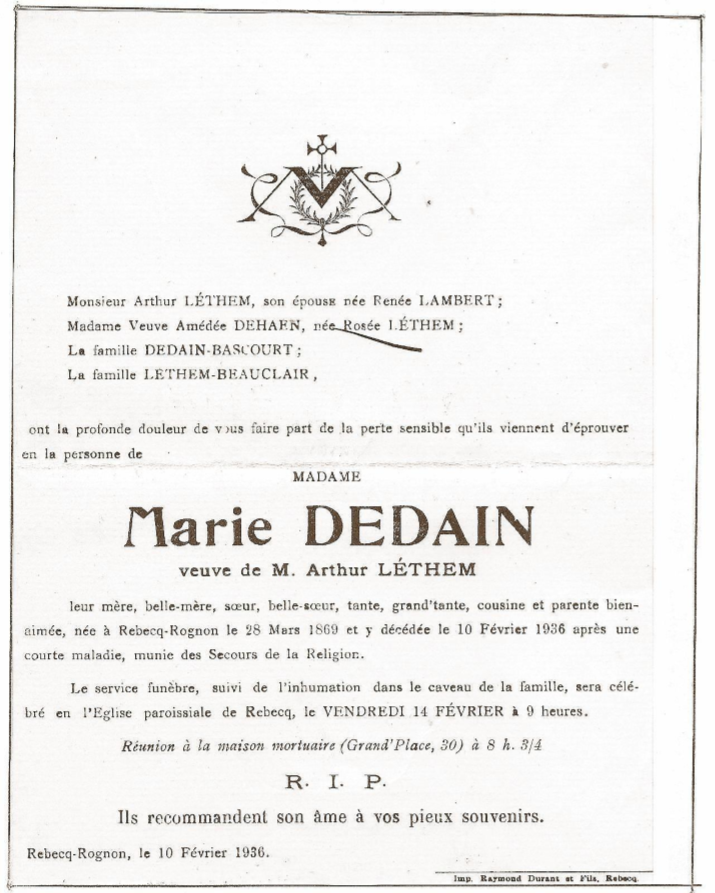 Monsieur Arthur LÉTHEM, son épouse née Renée LAMBERT ;
Madame Veuve Amédée DEHAEN, née Rosée LÉTHEM ;
La famille DEDAIN-BASCOURT ;
La famille LÉTHEM-BEAUCLAIR ,
ont la profonde douleur de vous faire part de la perte sensible qu'ils viennent d'éprouver
en la personne de
MADAME
Marie DEDAIN
veuve de M. Arthur LÉTHEM
leur mère, belle-mère, sœur, belle-sœur, tante, grand'tante, cousine et parente bien-
aimée, née à Rebecq-Rognon le 28 Mars 1869 et y décédée le 10 Février 1936 après une
courte maladie, munie des Secours de la Religion.
Le service funèbre, suivi de l'inhumation dans le caveau de la famille, sera célé-
bré en l'Eglise paroissiale de Rebecq, le VENDREDI 14 FÉVRIER à 9 heures.
Réunion à la maison mortuaire (Grand'Place, 30) à 8 h. 3/4
R. I. P.
Ils recommandent son âme à vos pieux souvenirs.
Rebecq-Rognon, le 10 Février 1936.
Imp. Raymond Durant et Fils, Rebecq.